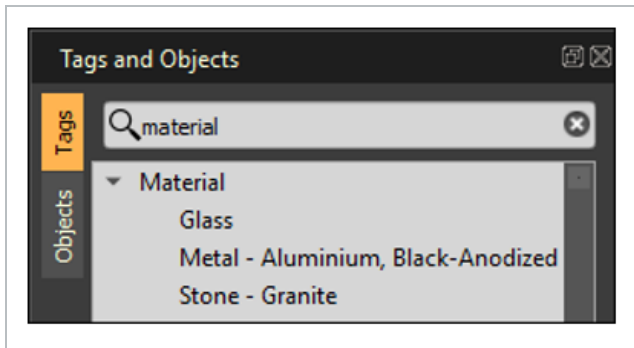 Tags and Objects
Tags
Objects
material
Material
Glass
Metal - Aluminium, Black-Anodized
Stone - Granite